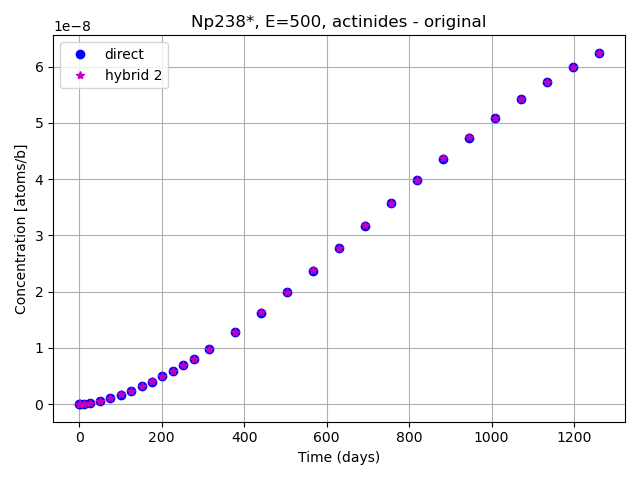 Np238*, E=500, actinides - original
1e−8
direct
hybrid 2
6
5
4
3
2
1
0
Concentration [atoms/b]
0 200 400 600 800 1000 1200
Time (days)